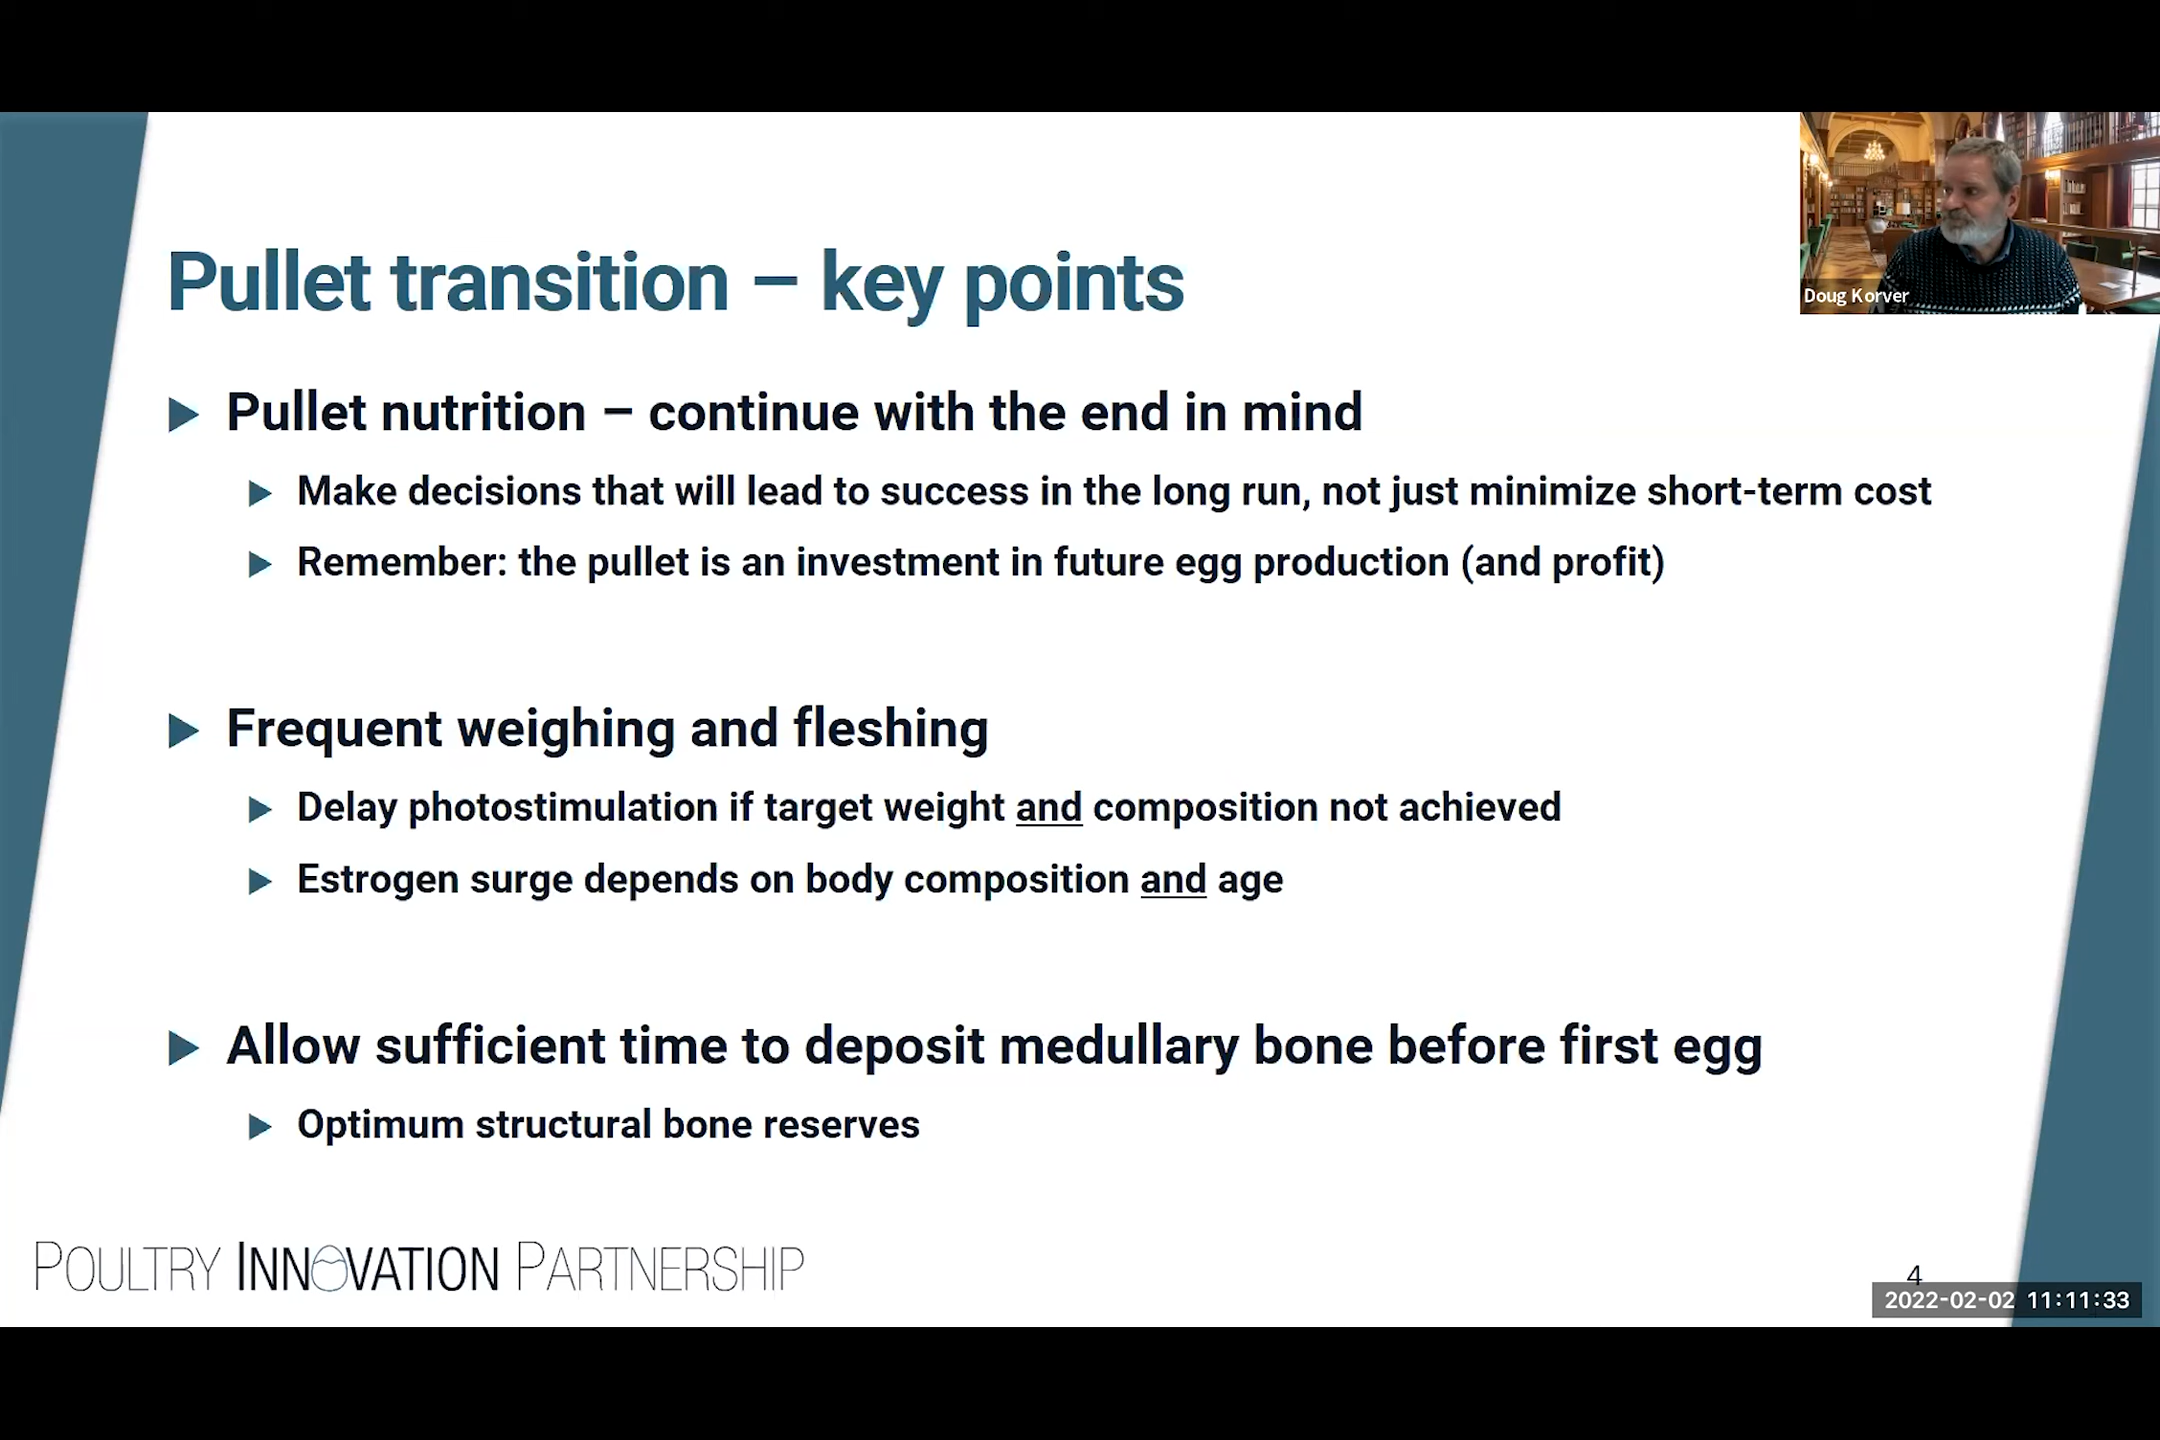 Doug Korver
Pullet transition – key points
Pullet nutrition – continue with the end in mind
Make decisions that will lead to success in the long run, not just minimize short-term cost
Remember: the pullet is an investment in future egg production (and profit)
Frequent weighing and fleshing
Delay photostimulation if target weight and composition not achieved
Estrogen surge depends on body composition and age
Allow sufficient time to deposit medullary bone before first egg
Optimum structural bone reserves
POULTRY INNOVATION PARTNERSHIP
4
2022-02-02 11:11:33